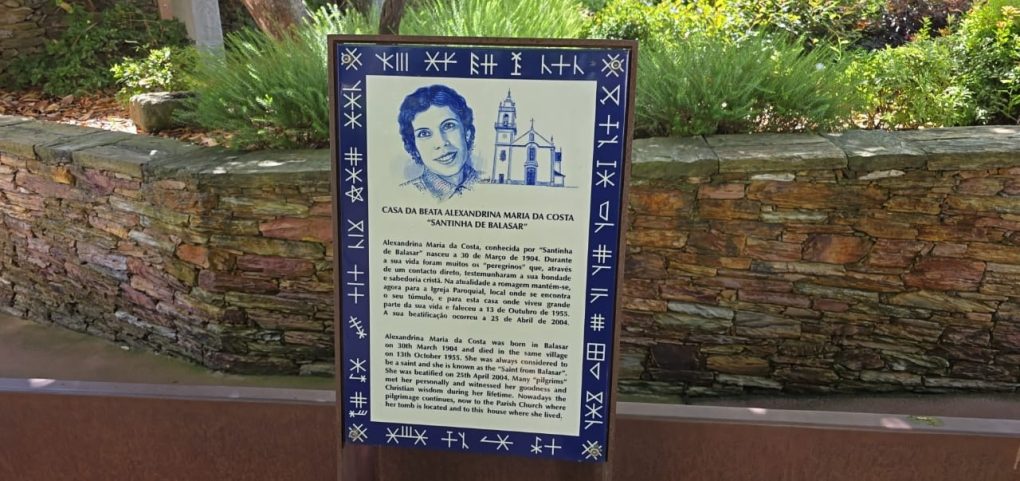 CASA DA BEATA ALEXANDRINA MARIA DA COSTA
"SANTINHA DE BALASAR"
Alexandrina Maria da Costa, conhecida por "Santinha
de Balasar" nasceu a 30 de Março de 1904. Durante
a sua vida foram muitos os "peregrinos" que, através
de um contacto direto, testemunharam a sua bondade
e sabedoria cristã. Na atualidade a romagem mantém-se,
agora para a Igreja Paroquial, local onde se encontra
o seu túmulo, e para esta casa onde viveu grande
parte da sua vida e faleceu a 13 de Outubro de 1955.
A sua beatificação ocorreu a 25 de Abril de 2004.
Alexandrina Maria da Costa was born in Balasar
on 30th March 1904 and died in the same village
on 13th October 1955. She was always considered to
be a saint and she is known as the "Saint from Balasar".
She was beatified on 25th April 2004. Many "pilgrims"
met her personally and witnessed her goodness and
Christian wisdom during her lifetime. Nowadays the
pilgrimage continues, now to the Parish Church where
her tomb is located and to this house where she lived.